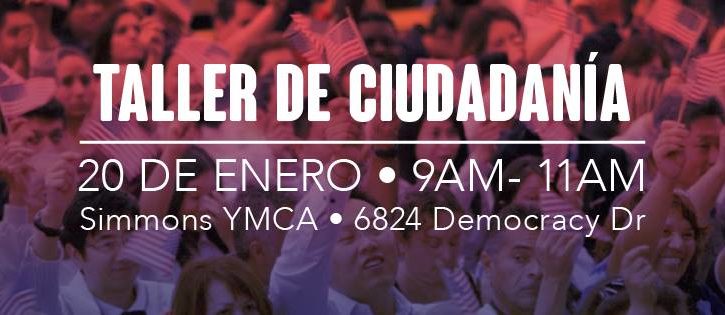 TALLER DE CIUDADANÍA
20 DE ENERO • 9AM- 11AM
Simmons YMCA • 6824 Democracy Dr